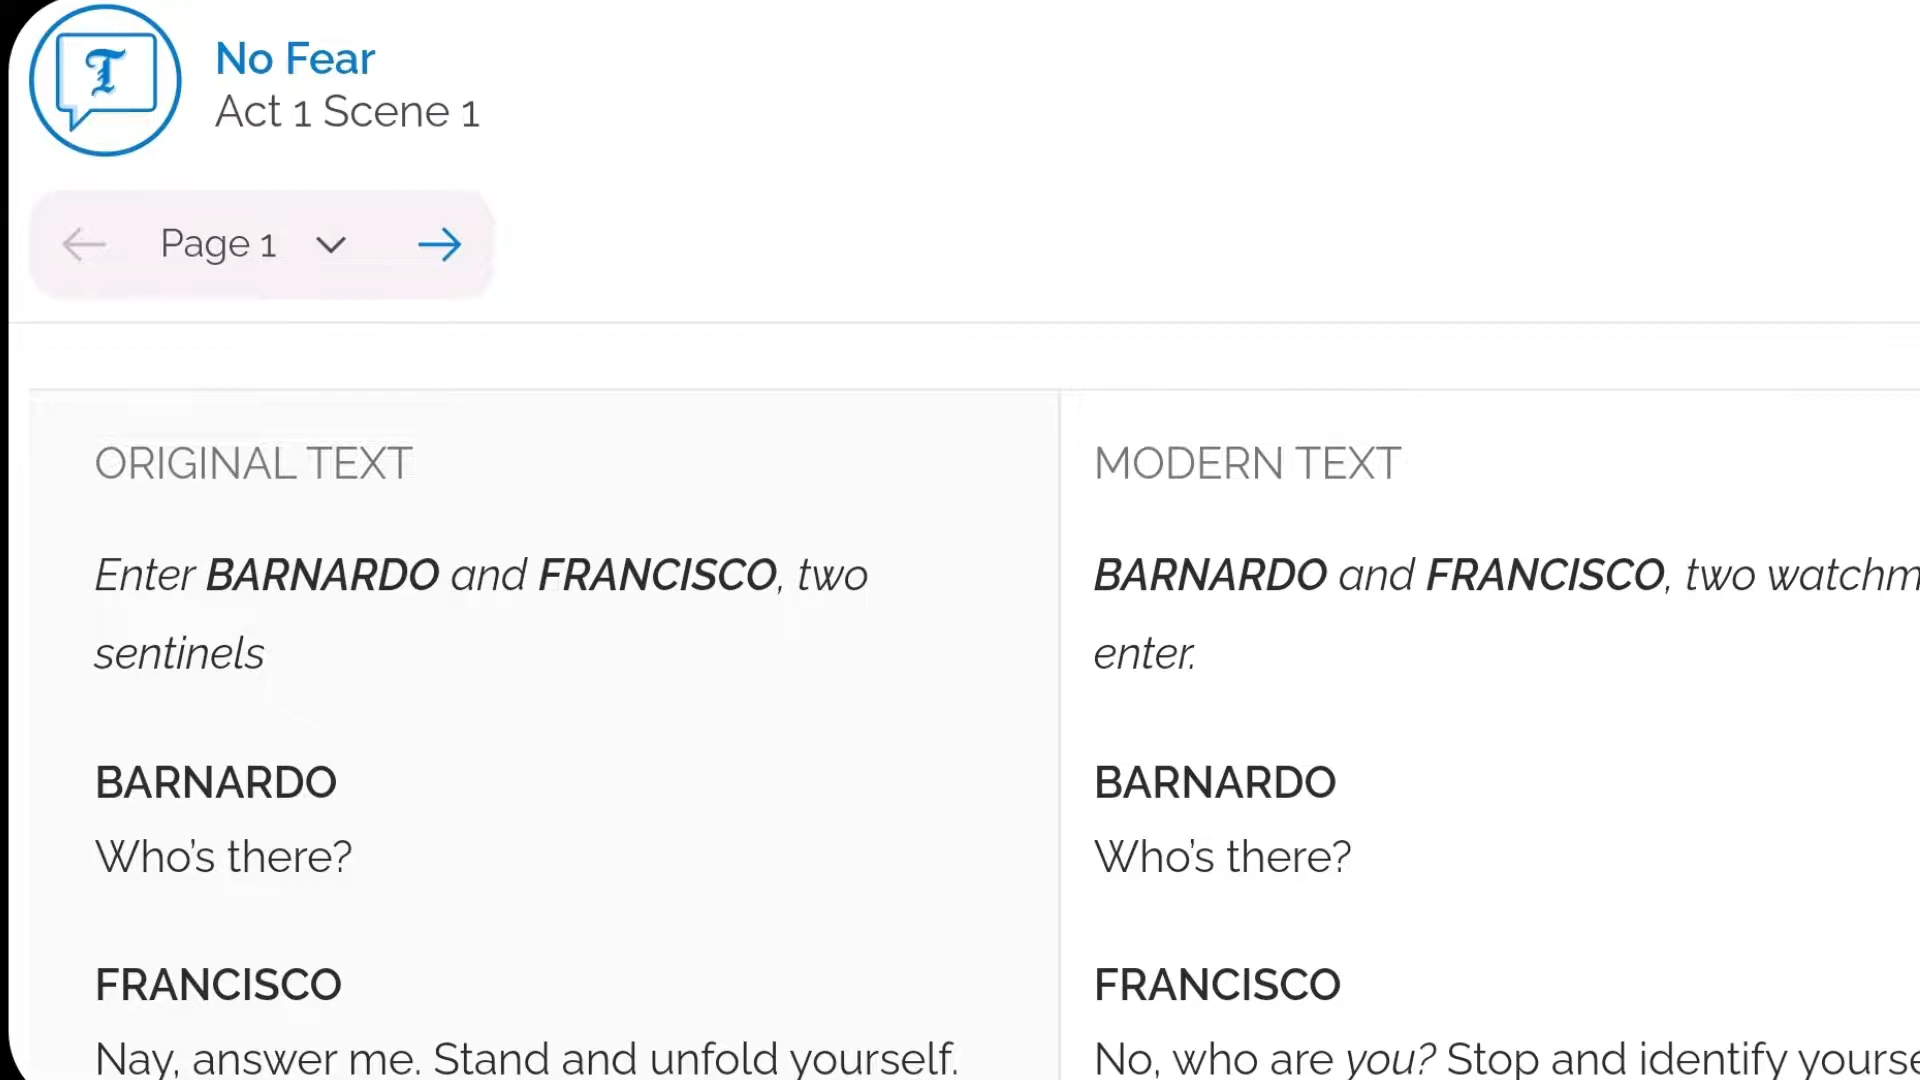 T
No Fear
Act 1 Scene 1
Page 1
ORIGINAL TEXT
Enter BARNARDO and FRANCISCO, two
sentinels
BARNARDO
Who's there?
FRANCISCO
Nay, answer me. Stand and unfold yourself.
MODERN TEXT
BARNARDO and FRANCISCO, two
enter.
BARNARDO
Who's there?
FRANCISCO
No, who are you? Stop and identify